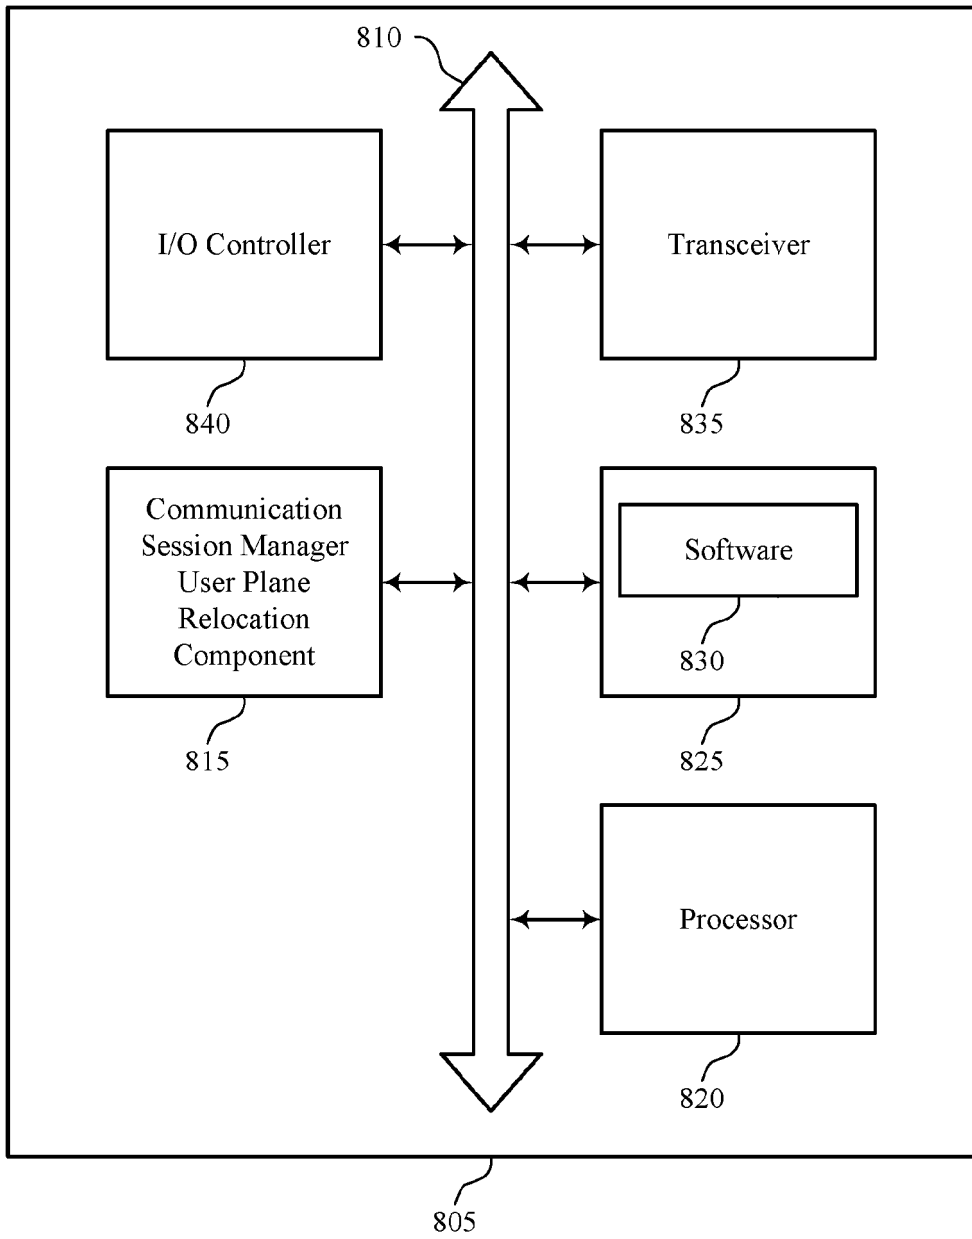 810
I/O Controller
Transceiver
840
835
Communication
Session Manager
User Plane
Relocation
Component
Software
830
815
825
Processor
820
805